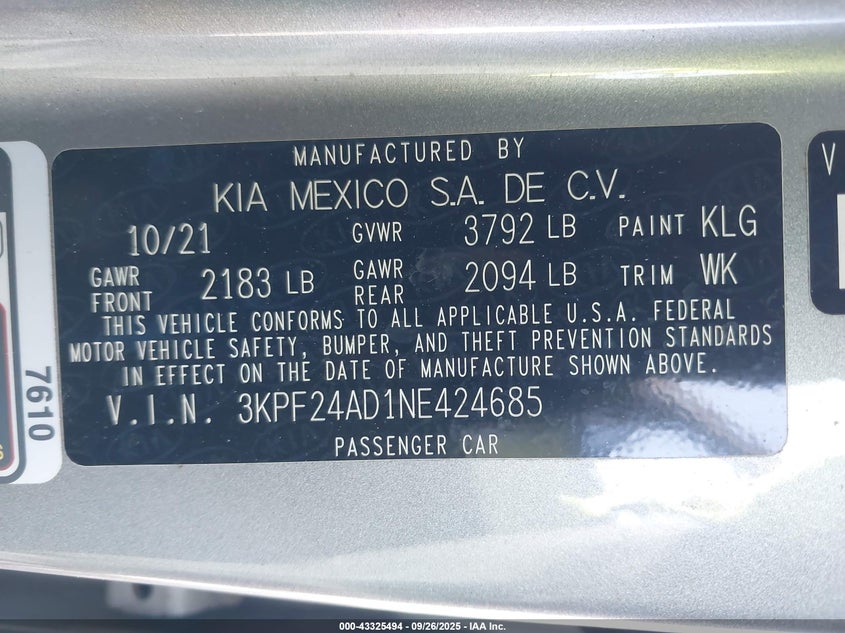 MANUFACTURED BY
KIA MEXICO S.A. DE C.V.
10/21 GVWR 3792 LB PAINT KLG
GAWR FRONT 2183 LB GAWR REAR 2094 LB TRIM WK
THIS VEHICLE CONFORMS TO ALL APPLICABLE U.S.A. FEDERAL
MOTOR VEHICLE SAFETY, BUMPER, AND THEFT PREVENTION STANDARDS
IN EFFECT ON THE DATE OF MANUFACTURE SHOWN ABOVE.
V.I.N. 3KPF24AD1NE424685
PASSENGER CAR
7610
V
S
000-43325494 - 09/26/2025 - IAA Inc.